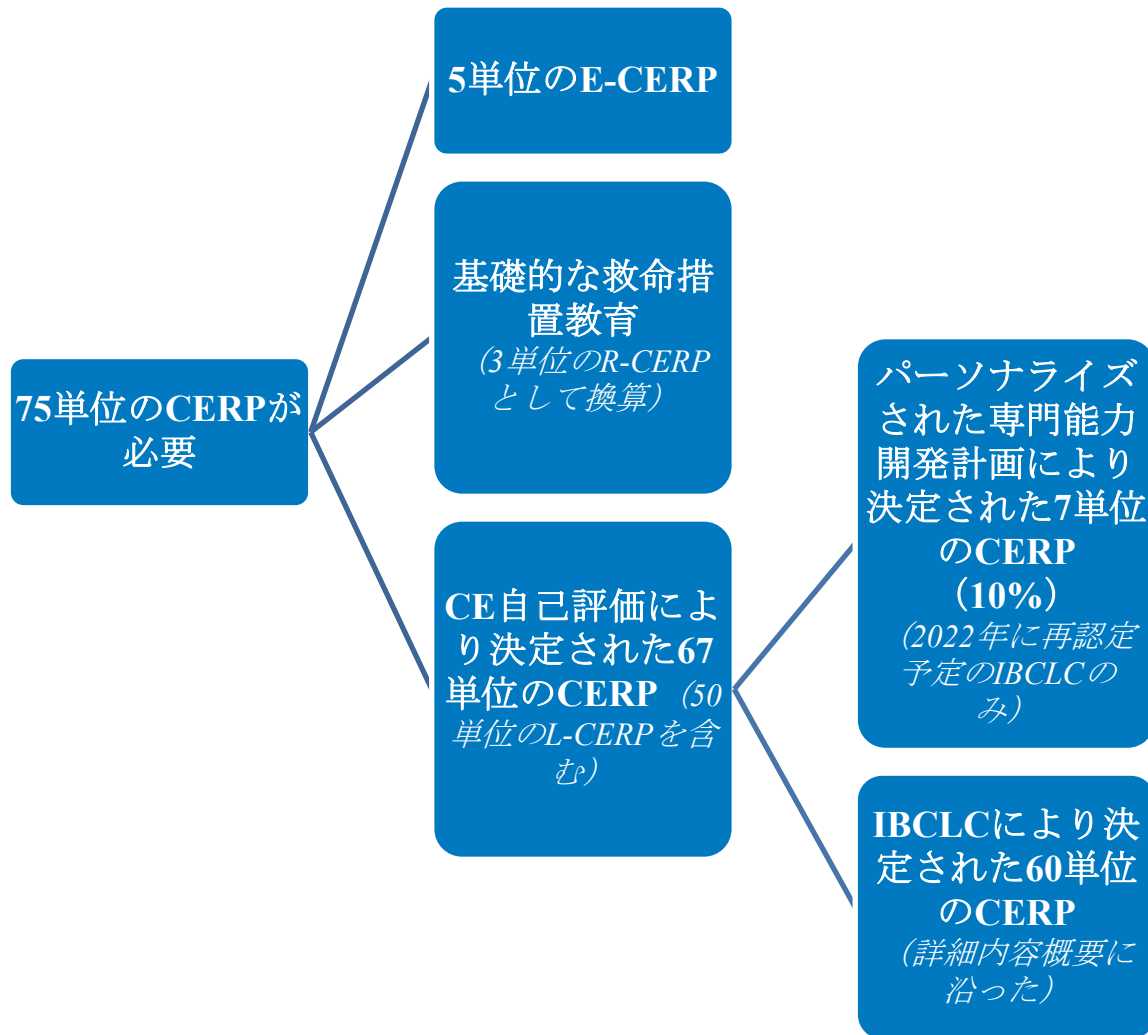 5単位のE-CERP
基礎的な救命措
置教育
（3単位のR-CERP
として換算）
75単位のCERPが
必要
CE自己評価によ
り決定された67
単位のCERP（50
単位のL-CERPを含
む）
パーソナライズ
された専門能力
開発計画により
決定された7単位
のCERP
（10%）
（2022年に再認定
予定のIBCLCの
み）
IBCLCにより決
定された60単位
のCERP
（詳細内容概要に
沿った）